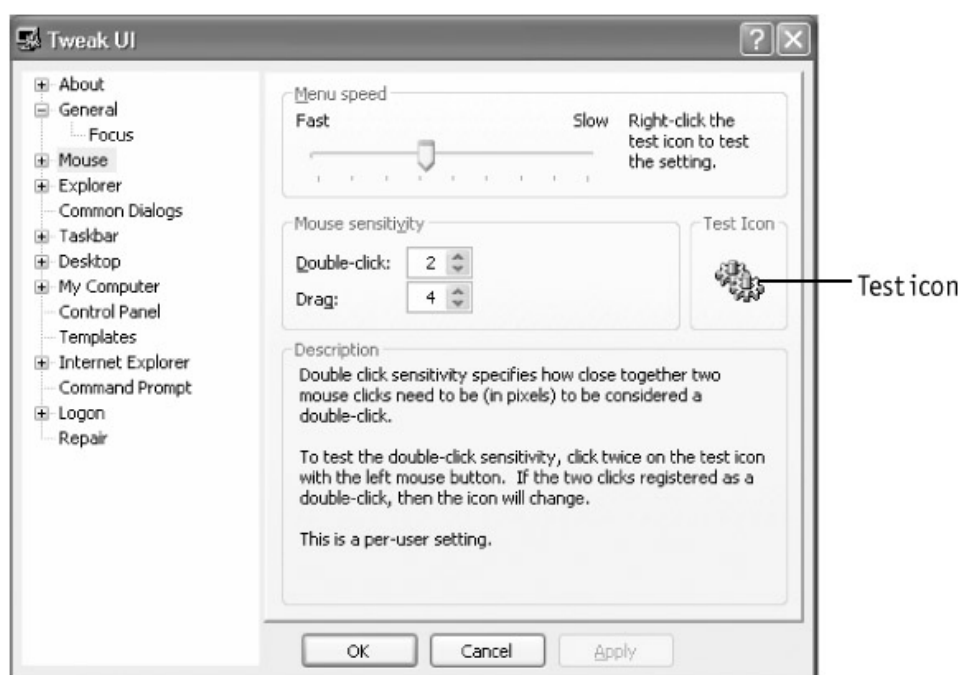 Tweak UI
About
General
Focus
Mouse
Explorer
Common Dialogs
Taskbar
Desktop
My Computer
Control Panel
Templates
Internet Explorer
Command Prompt
Logon
Repair
Menu speed
Fast Slow
Right-click the
test icon to test
the setting.
Mouse sensitivity
Double-click: 2
Drag: 4
Test Icon
Test icon
Description
Double click sensitivity specifies how close together two
mouse clicks need to be (in pixels) to be considered a
double-click.
To test the double-click sensitivity, click twice on the test icon
with the left mouse button. If the two clicks registered as a
double-click, then the icon will change.
This is a per-user setting.
OK Cancel Apply